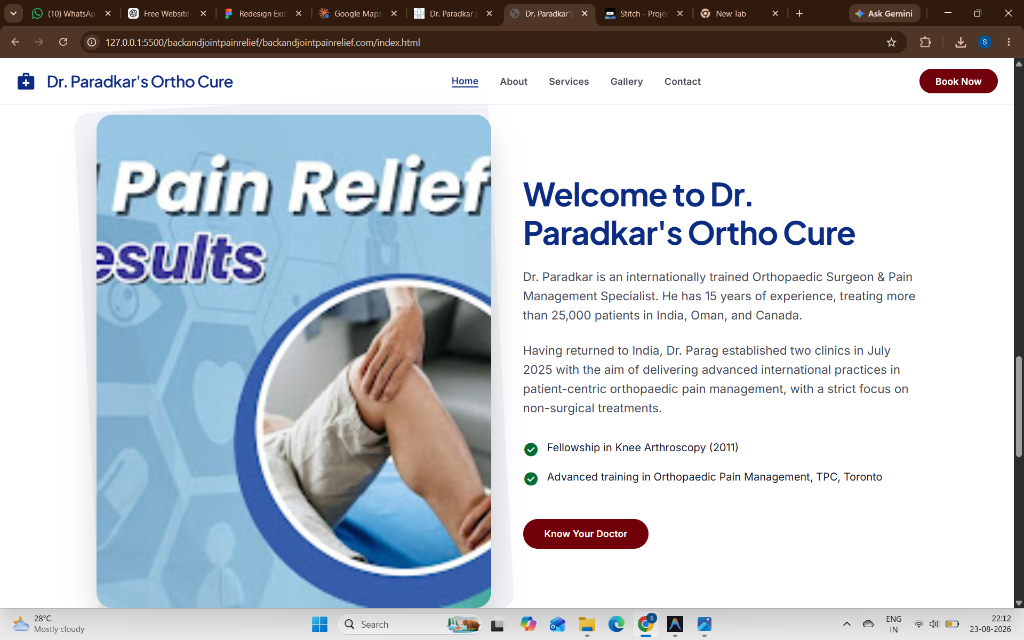 (10) WhatsAp
Free Website
Redesign Exis
Google Maps
Dr. Paradkar's
Dr. Paradkar's
Stitch - Projec
New Tab
Ask Gemini
127.0.0.1:5500/backandjointpainrelief/backandjointpainrelief.com/index.html
S
Dr. Paradkar's Ortho Cure
Home
About
Services
Gallery
Contact
Book Now
Pain Relief
esults
Welcome to Dr.
Paradkar's Ortho Cure
Dr. Paradkar is an internationally trained Orthopaedic Surgeon & Pain
Management Specialist. He has 15 years of experience, treating more
than 25,000 patients in India, Oman, and Canada.
Having returned to India, Dr. Parag established two clinics in July
2025 with the aim of delivering advanced international practices in
patient-centric orthopaedic pain management, with a strict focus on
non-surgical treatments.
Fellowship in Knee Arthroscopy (2011)
Advanced training in Orthopaedic Pain Management, TPC, Toronto
Know Your Doctor
28°C
Mostly cloudy
Search
ENG
IN
22:12
23-08-2026